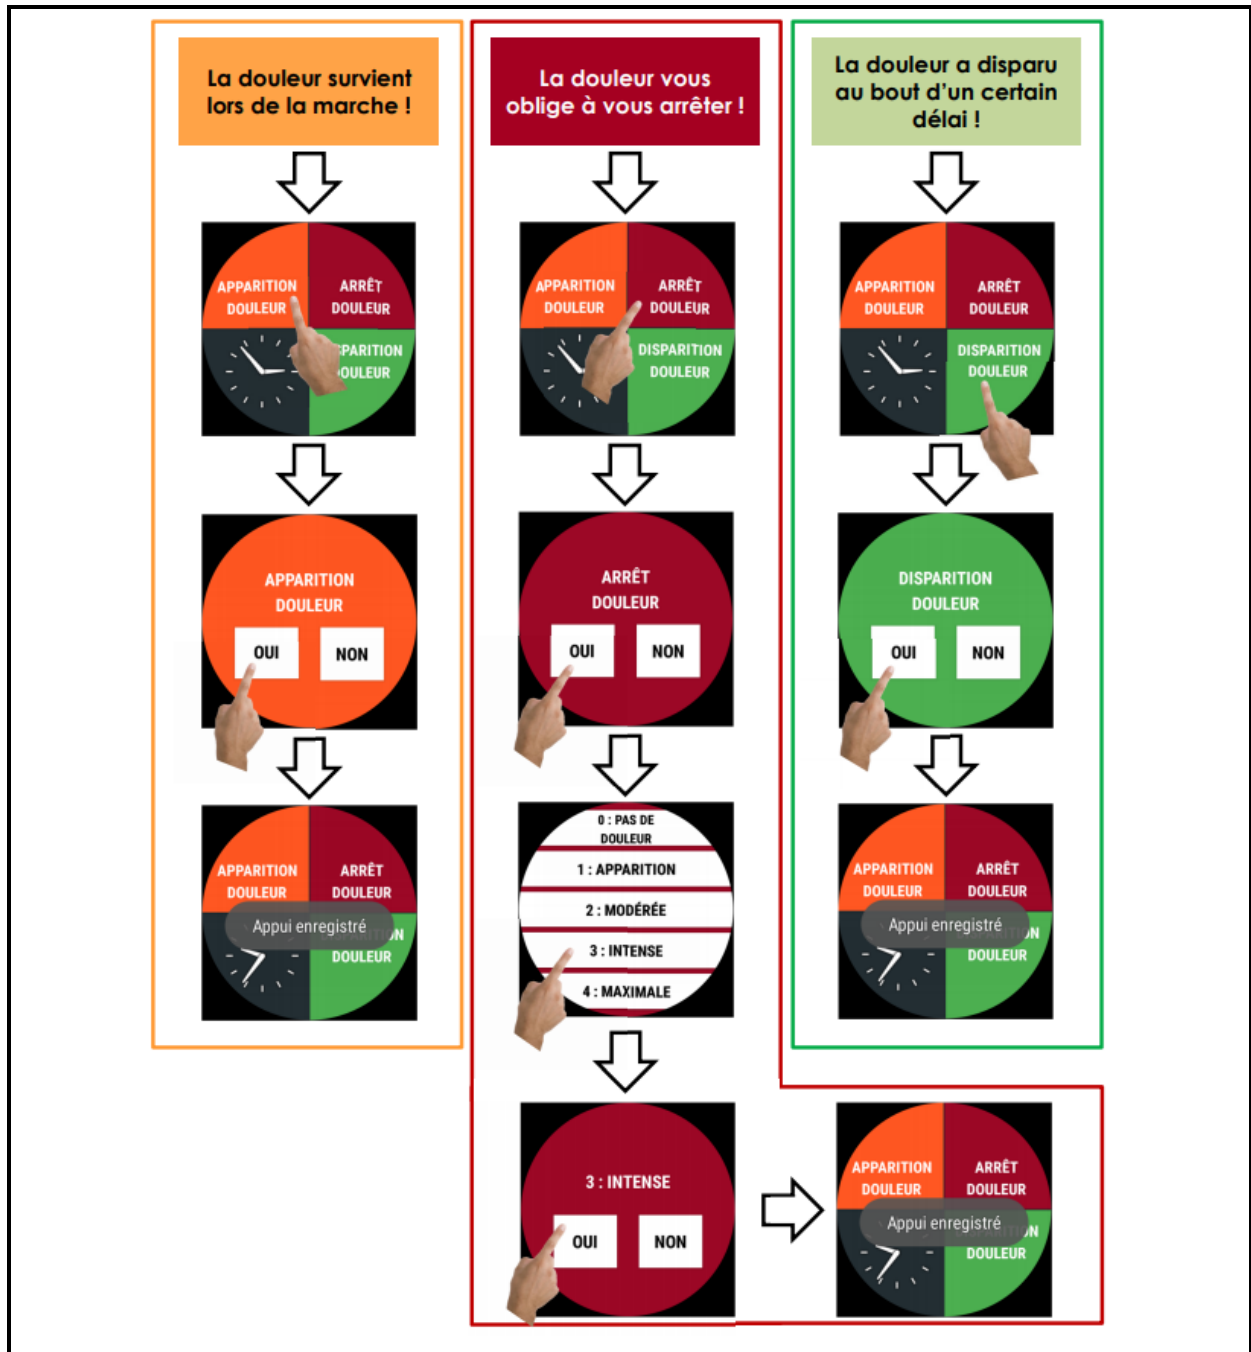 La douleur survient
lors de la marche !
APPARITION
DOULEUR
ARRÊT
DOULEUR
SPARITION
OULEUR
APPARITION
DOULEUR
OUI
NON
APPARITION
DOULEUR
ARRÊT
DOULEUR
Appui enregistré
DOULEUR
La douleur vous
oblige à vous arrêter !
APPARITION
DOULEUR
ARRÊT
DOULEUR
DISPARITION
DOULEUR
ARRÊT
DOULEUR
OUI
NON
0 : PAS DE
DOULEUR
1 : APPARITION
2 : MODÉRÉE
3 : INTENSE
4 : MAXIMALE
3 : INTENSE
OUI
NON
APPARITION
DOULEUR
ARRÊT
DOULEUR
Appui enregistré
DOULEUR
La douleur a disparu
au bout d'un certain
délai !
APPARITION
DOULEUR
ARRÊT
DOULEUR
DISPARITION
DOULEUR
DISPARITION
DOULEUR
OUI
NON
APPARITION
DOULEUR
ARRÊT
DOULEUR
Appui enregistré
DOULEUR